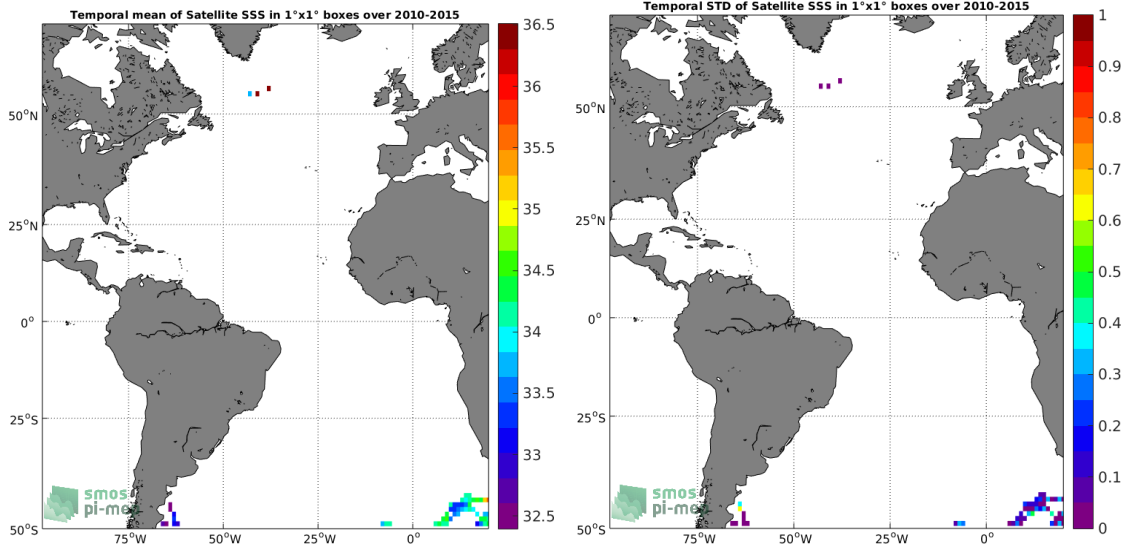 Temporal mean of Satellite SSS in 1°x1° boxes over 2010-2015
36.5
36
35.5
35
34.5
34
33.5
33
32.5
50°N
25°N
0°
25°S
50°S
75°W
50°W
25°W
0°
smos
pi-me
Temporal STD of Satellite SSS in 1°x1° boxes over 2010-2015
1
0.9
0.8
0.7
0.6
0.5
0.4
0.3
0.2
0.1
0
50°N
25°N
0°
25°S
50°S
75°W
50°W
25°W
0°
smos
pi-me